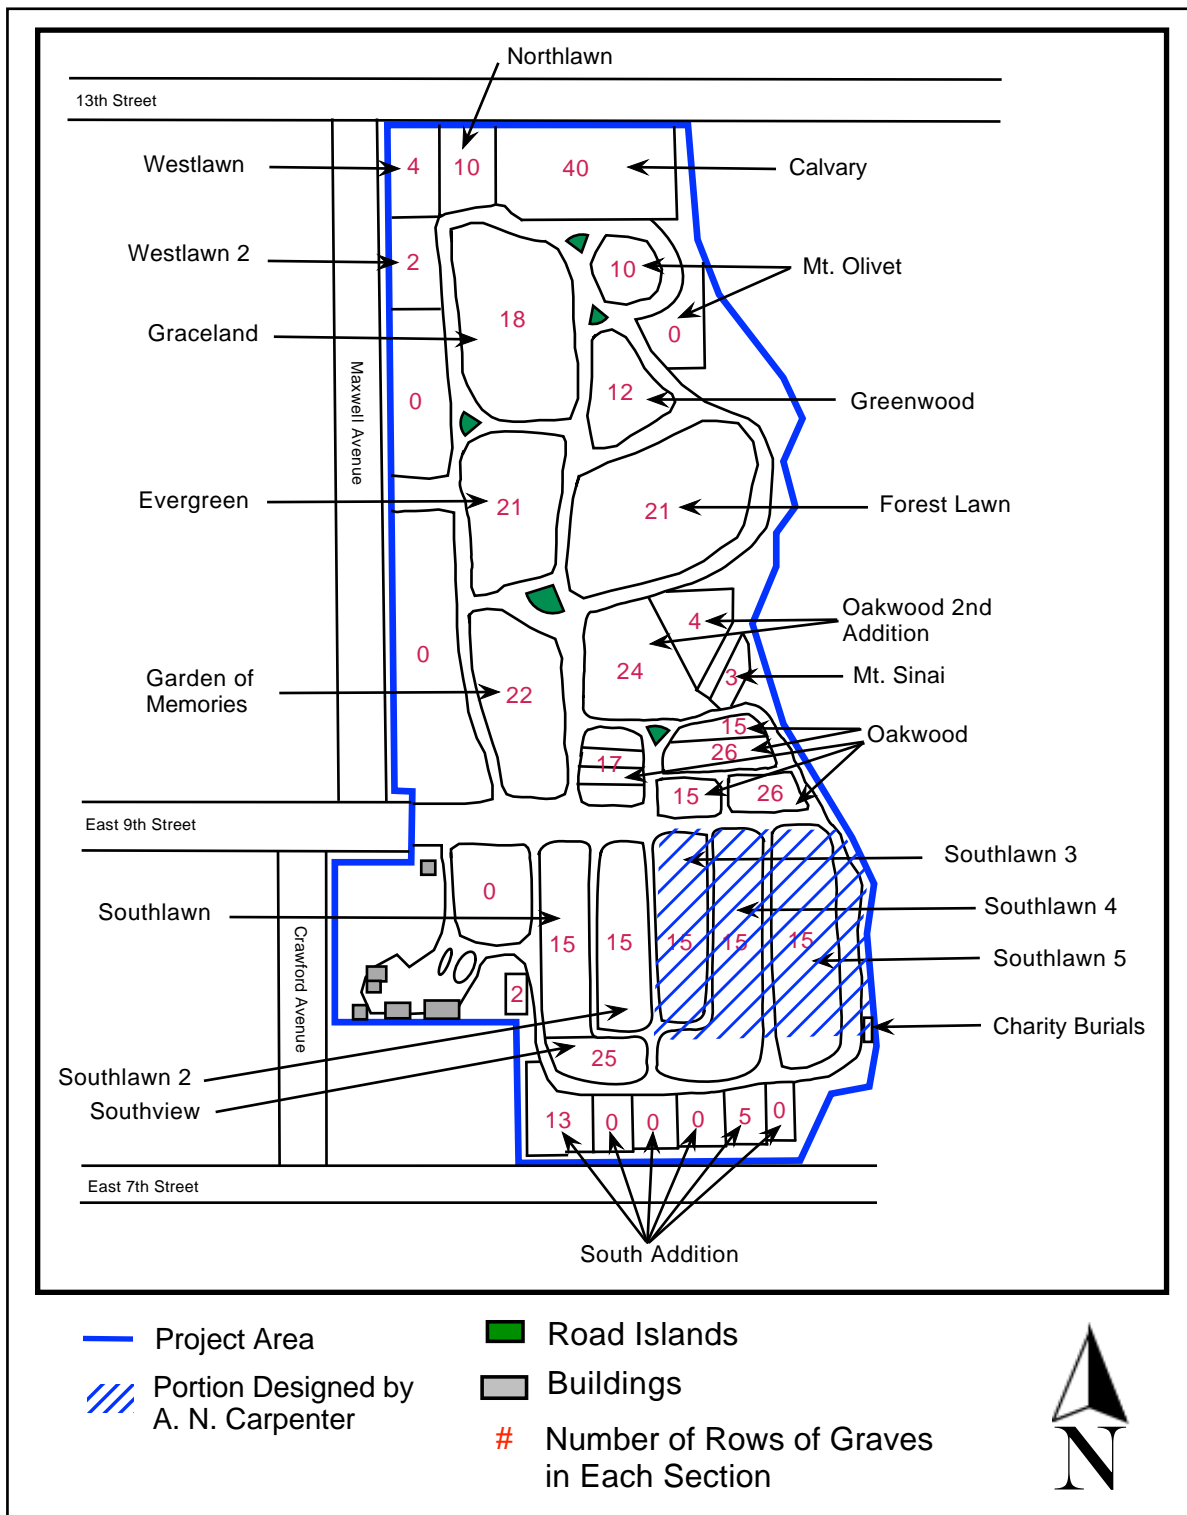 Northlawn
13th Street
Westlawn
4
10
40
Calvary
Westlawn 2
2
10
Mt. Olivet
Graceland
18
0
Maxwell Avenue
0
12
Greenwood
Evergreen
21
21
Forest Lawn
4
Oakwood 2nd
Addition
0
24
3
Mt. Sinai
Garden of
Memories
22
15
Oakwood
26
17
15
26
East 9th Street
Southlawn 3
0
Southlawn 4
Southlawn
15
15
15
15
15
Southlawn 5
Crawford Avenue
2
Charity Burials
25
Southlawn 2
Southview
13
0
0
0
5
0
East 7th Street
South Addition
Project Area
Portion Designed by
A. N. Carpenter
Road Islands
Buildings
# Number of Rows of Graves
in Each Section
N